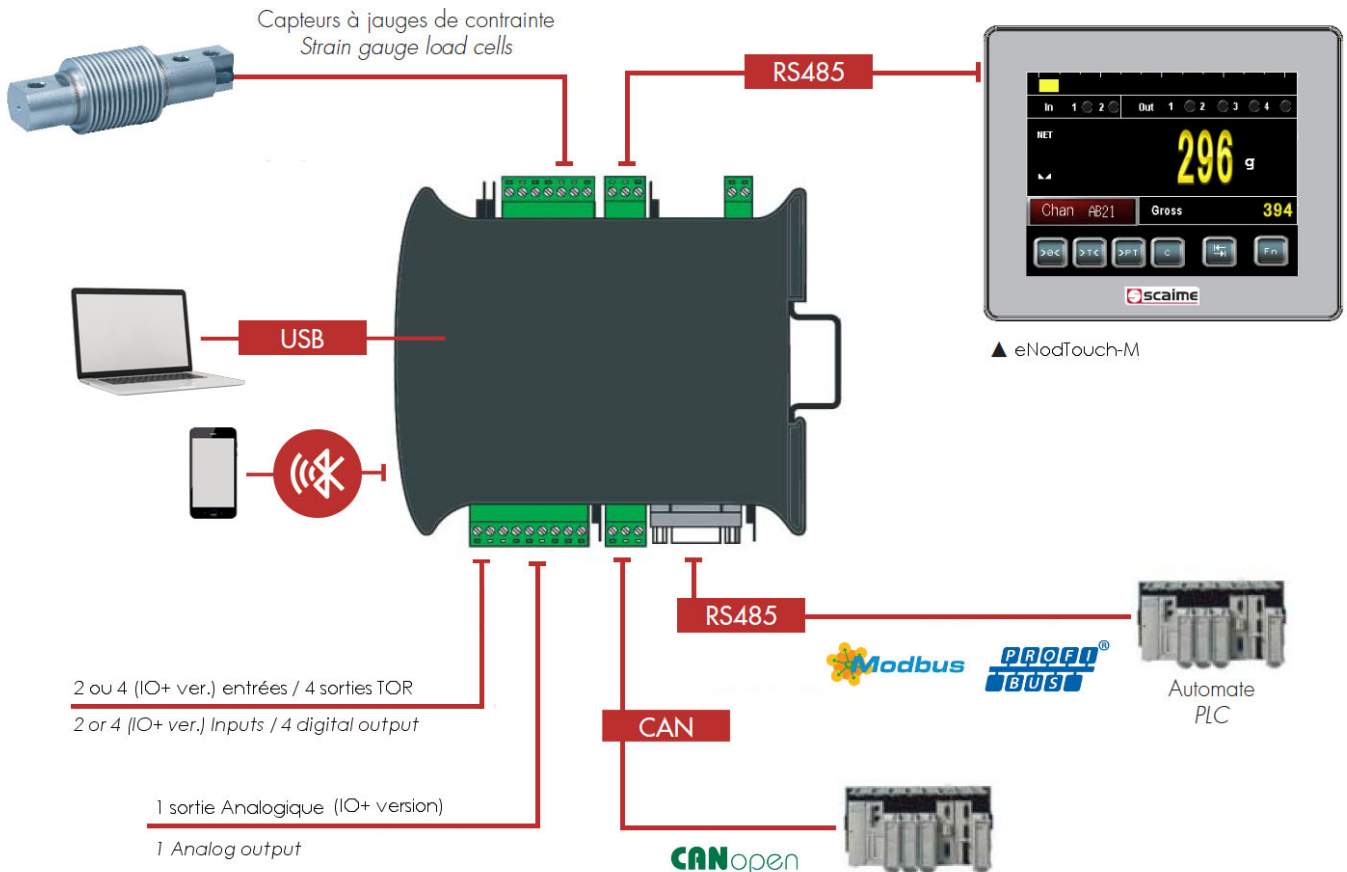 Capteurs à jauges de contrainte
Strain gauge load cells
RS485
In 1 2 Out 1 2 3 4
NET
296 g
Chan AB21 Gross 394
>0< >T< >PT C Fn
scaime
▲ eNodTouch-M
USB
RS485
Modbus
PROFI®
BUS
Automate
PLC
2 ou 4 (IO+ ver.) entrées / 4 sorties TOR
2 or 4 (IO+ ver.) Inputs / 4 digital output
CAN
1 sortie Analogique (IO+ version)
1 Analog output
CANopen